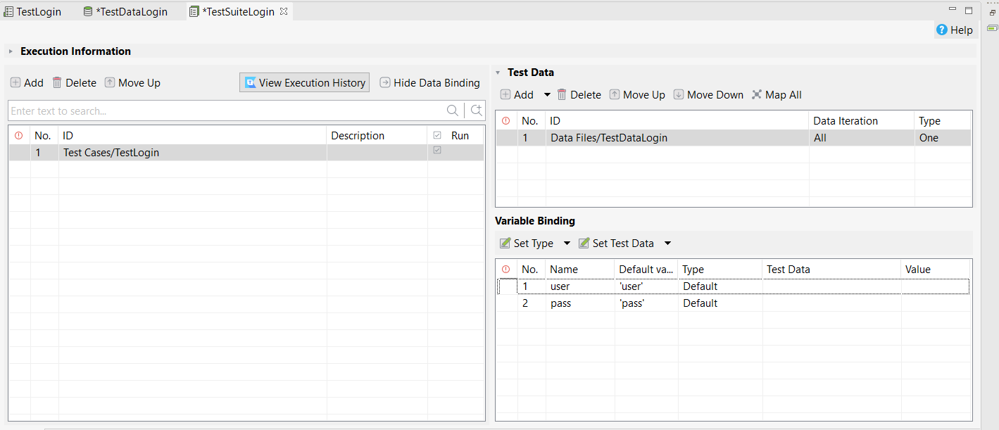 TestLogin *TestDataLogin *TestSuiteLogin
Help
Execution Information
Add Delete Move Up View Execution History Hide Data Binding
Enter text to search...
No. ID Description Run
1 Test Cases/TestLogin
Test Data
Add Delete Move Up Move Down Map All
No. ID Data Iteration Type
1 Data Files/TestDataLogin All One
Variable Binding
Set Type Set Test Data
No. Name Default va... Type Test Data Value
1 user 'user' Default
2 pass 'pass' Default